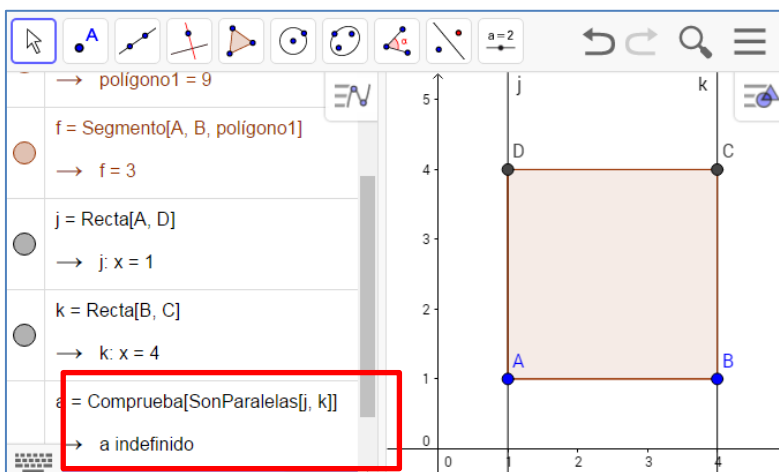 A
α
a = 2
→ polígono1 = 9
f = Segmento[A, B, polígono1]
→ f = 3
j = Recta[A, D]
→ j: x = 1
k = Recta[B, C]
→ k: x = 4
a = Comprueba[SonParalelas[j, k]]
→ a indefinido
j
k
5
D
C
4
3
2
A
B
1
0
0
1
2
3
4